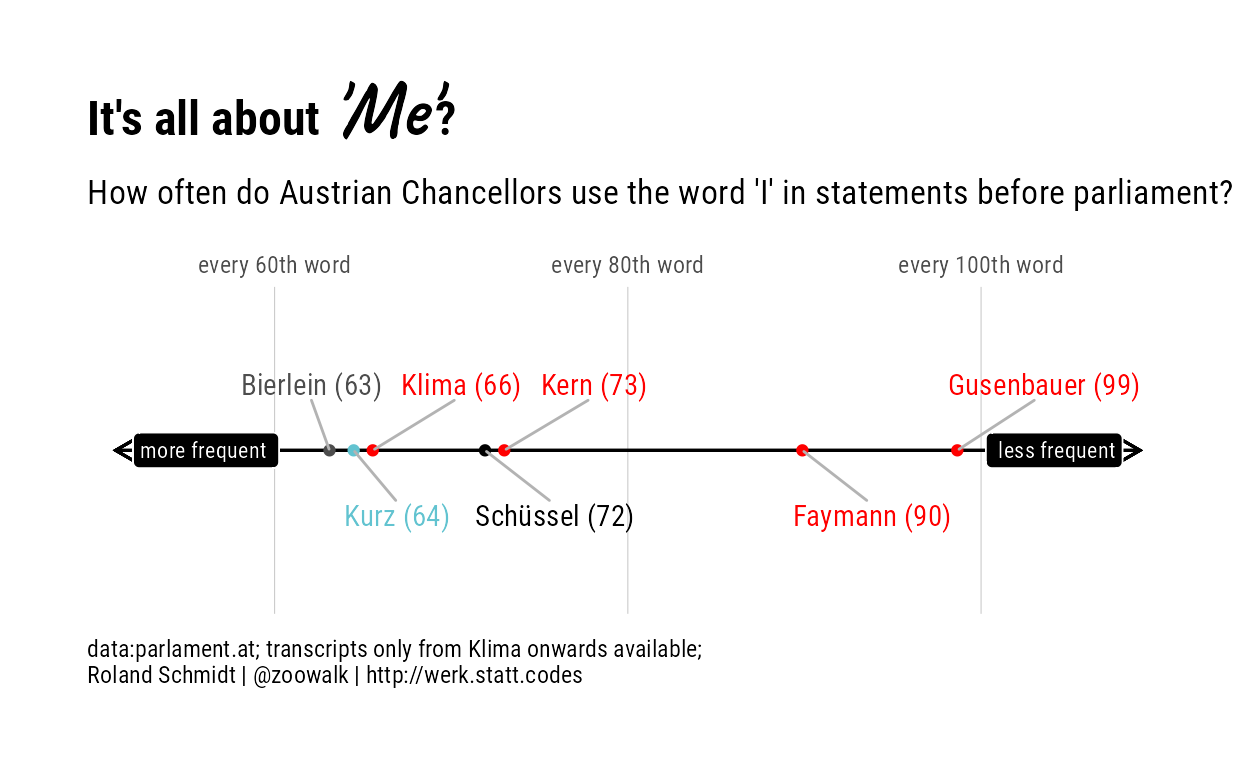 It's all about 'Me'?
How often do Austrian Chancellors use the word 'I' in statements before parliament?
every 60th word
every 80th word
every 100th word
Bierlein (63)
Klima (66)
Kern (73)
Gusenbauer (99)
more frequent
less frequent
Kurz (64)
Schüssel (72)
Faymann (90)
data:parlament.at; transcripts only from Klima onwards available;
Roland Schmidt | @zoowalk | http://werk.statt.codes